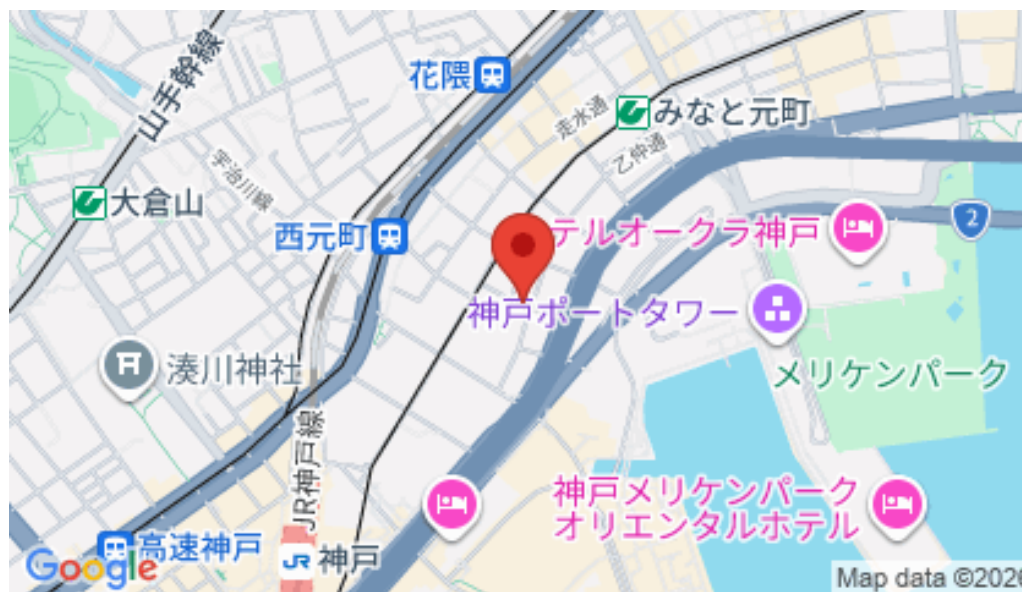 花隈
山手幹線
走水通
みなと元町
乙仲通
宇治川線
大倉山
西元町
テルオークラ神戸
2
神戸ポートタワー
湊川神社
メリケンパーク
JR神戸線
神戸メリケンパーク
オリエンタルホテル
高速神戸
JR 神戸
Google
Map data ©2026